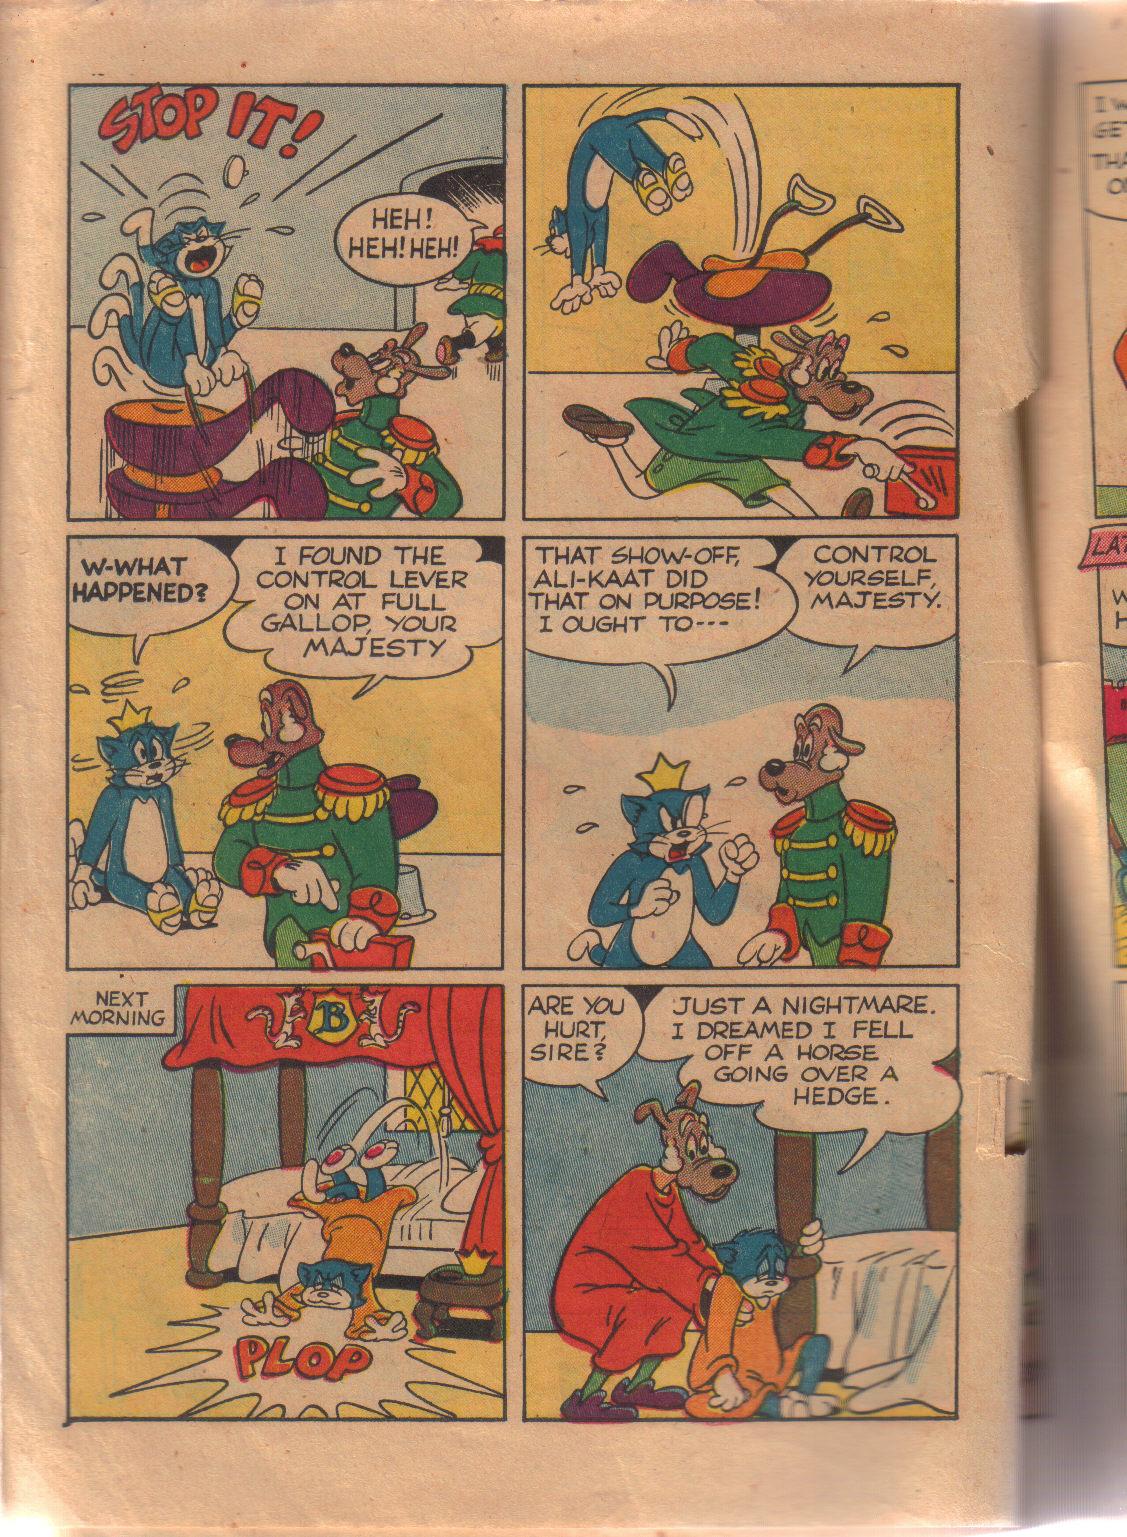 STOP IT!
HEH!
HEH! HEH!
W-WHAT
HAPPENED?
I FOUND THE
CONTROL LEVER
ON AT FULL
GALLOP, YOUR
MAJESTY
THAT SHOW-OFF,
ALI-KAAT DID
THAT ON PURPOSE!
I OUGHT TO---
CONTROL
YOURSELF,
MAJESTY.
NEXT
MORNING
B
PLOP
ARE YOU
HURT,
SIRE?
JUST A NIGHTMARE.
I DREAMED I FELL
OFF A HORSE
GOING OVER A
HEDGE.
I